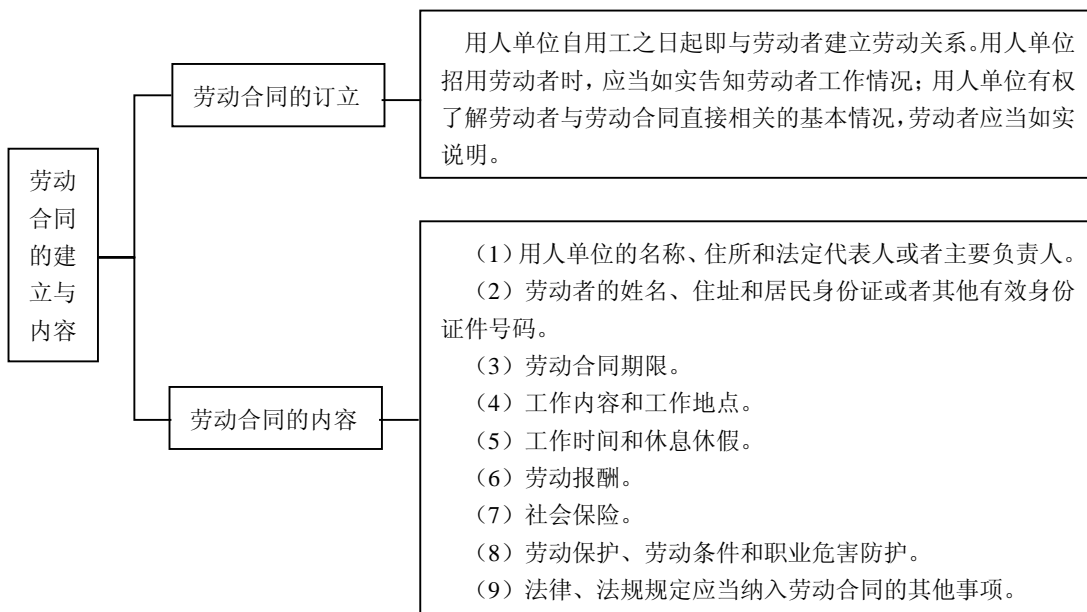 劳动
合同
的建
立与
内容
劳动合同的订立
用人单位自用工之日起即与劳动者建立劳动关系。用人单位
招用劳动者时，应当如实告知劳动者工作情况；用人单位有权
了解劳动者与劳动合同直接相关的基本情况，劳动者应当如实
说明。
劳动合同的内容
（1）用人单位的名称、住所和法定代表人或者主要负责人。
（2）劳动者的姓名、住址和居民身份证或者其他有效身份
证件号码。
（3）劳动合同期限。
（4）工作内容和工作地点。
（5）工作时间和休息休假。
（6）劳动报酬。
（7）社会保险。
（8）劳动保护、劳动条件和职业危害防护。
（9）法律、法规规定应当纳入劳动合同的其他事项。